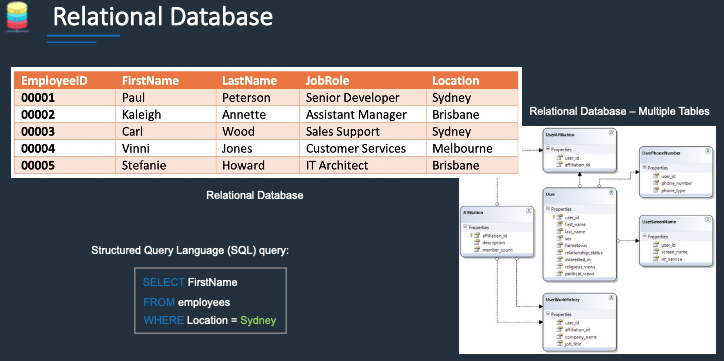 Relational Database
EmployeeID FirstName LastName JobRole Location
00001 Paul Peterson Senior Developer Sydney
00002 Kaleigh Annette Assistant Manager Brisbane
00003 Carl Wood Sales Support Sydney
00004 Vinni Jones Customer Services Melbourne
00005 Stefanie Howard IT Architect Brisbane
Relational Database
Structured Query Language (SQL) query:
SELECT FirstName
FROM employees
WHERE Location = Sydney
Relational Database – Multiple Tables
UserAffiliation
Properties
user_id
affiliation_id
UserPhoneNumber
Properties
user_id
phone_number
phone_type
User
Properties
user_id
first_name
last_name
sex
hometown
relationship_status
interested_in
religious_views
political_views
Affiliation
Properties
affiliation_id
description
member_count
UserScreenName
Properties
user_id
screen_name
im_service
UserWorkHistory
Properties
user_id
affiliation_id
company_name
job_title